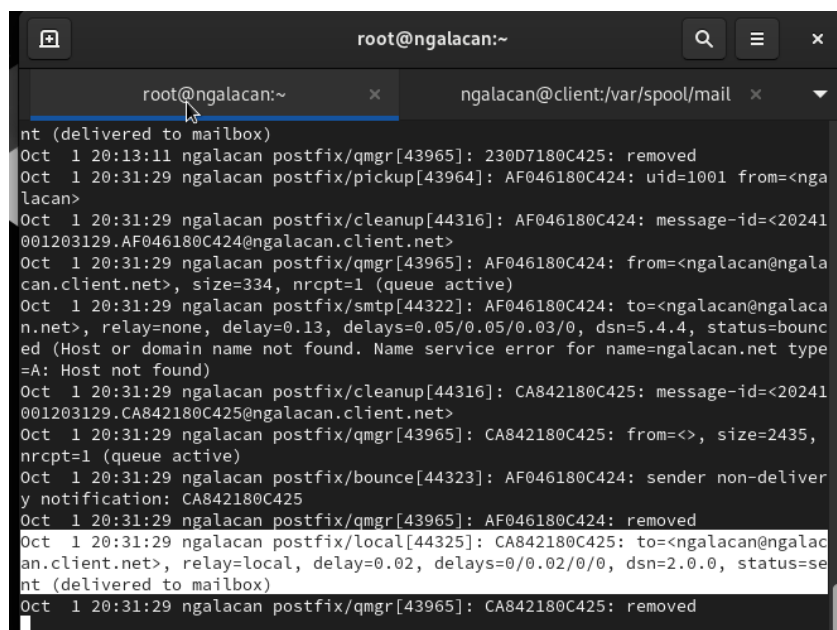 root@ngalacan:~
root@ngalacan:~
ngalacan@client:/var/spool/mail
nt (delivered to mailbox)
Oct  1 20:13:11 ngalacan postfix/qmgr[43965]: 230D7180C425: removed
Oct  1 20:31:29 ngalacan postfix/pickup[43964]: AF046180C424: uid=1001 from=<nga
lacan>
Oct  1 20:31:29 ngalacan postfix/cleanup[44316]: AF046180C424: message-id=<20241
001203129.AF046180C424@ngalacan.client.net>
Oct  1 20:31:29 ngalacan postfix/qmgr[43965]: AF046180C424: from=<ngalacan@ngala
can.client.net>, size=334, nrcpt=1 (queue active)
Oct  1 20:31:29 ngalacan postfix/smtp[44322]: AF046180C424: to=<ngalacan@ngalaca
n.net>, relay=none, delay=0.13, delays=0.05/0.05/0.03/0, dsn=5.4.4, status=bounc
ed (Host or domain name not found. Name service error for name=ngalacan.net type
=A: Host not found)
Oct  1 20:31:29 ngalacan postfix/cleanup[44316]: CA842180C425: message-id=<20241
001203129.CA842180C425@ngalacan.client.net>
Oct  1 20:31:29 ngalacan postfix/qmgr[43965]: CA842180C425: from=<>, size=2435,
nrcpt=1 (queue active)
Oct  1 20:31:29 ngalacan postfix/bounce[44323]: AF046180C424: sender non-deliver
y notification: CA842180C425
Oct  1 20:31:29 ngalacan postfix/qmgr[43965]: AF046180C424: removed
Oct  1 20:31:29 ngalacan postfix/local[44325]: CA842180C425: to=<ngalacan@ngalac
an.client.net>, relay=local, delay=0.02, delays=0/0.02/0/0, dsn=2.0.0, status=se
nt (delivered to mailbox)
Oct  1 20:31:29 ngalacan postfix/qmgr[43965]: CA842180C425: removed